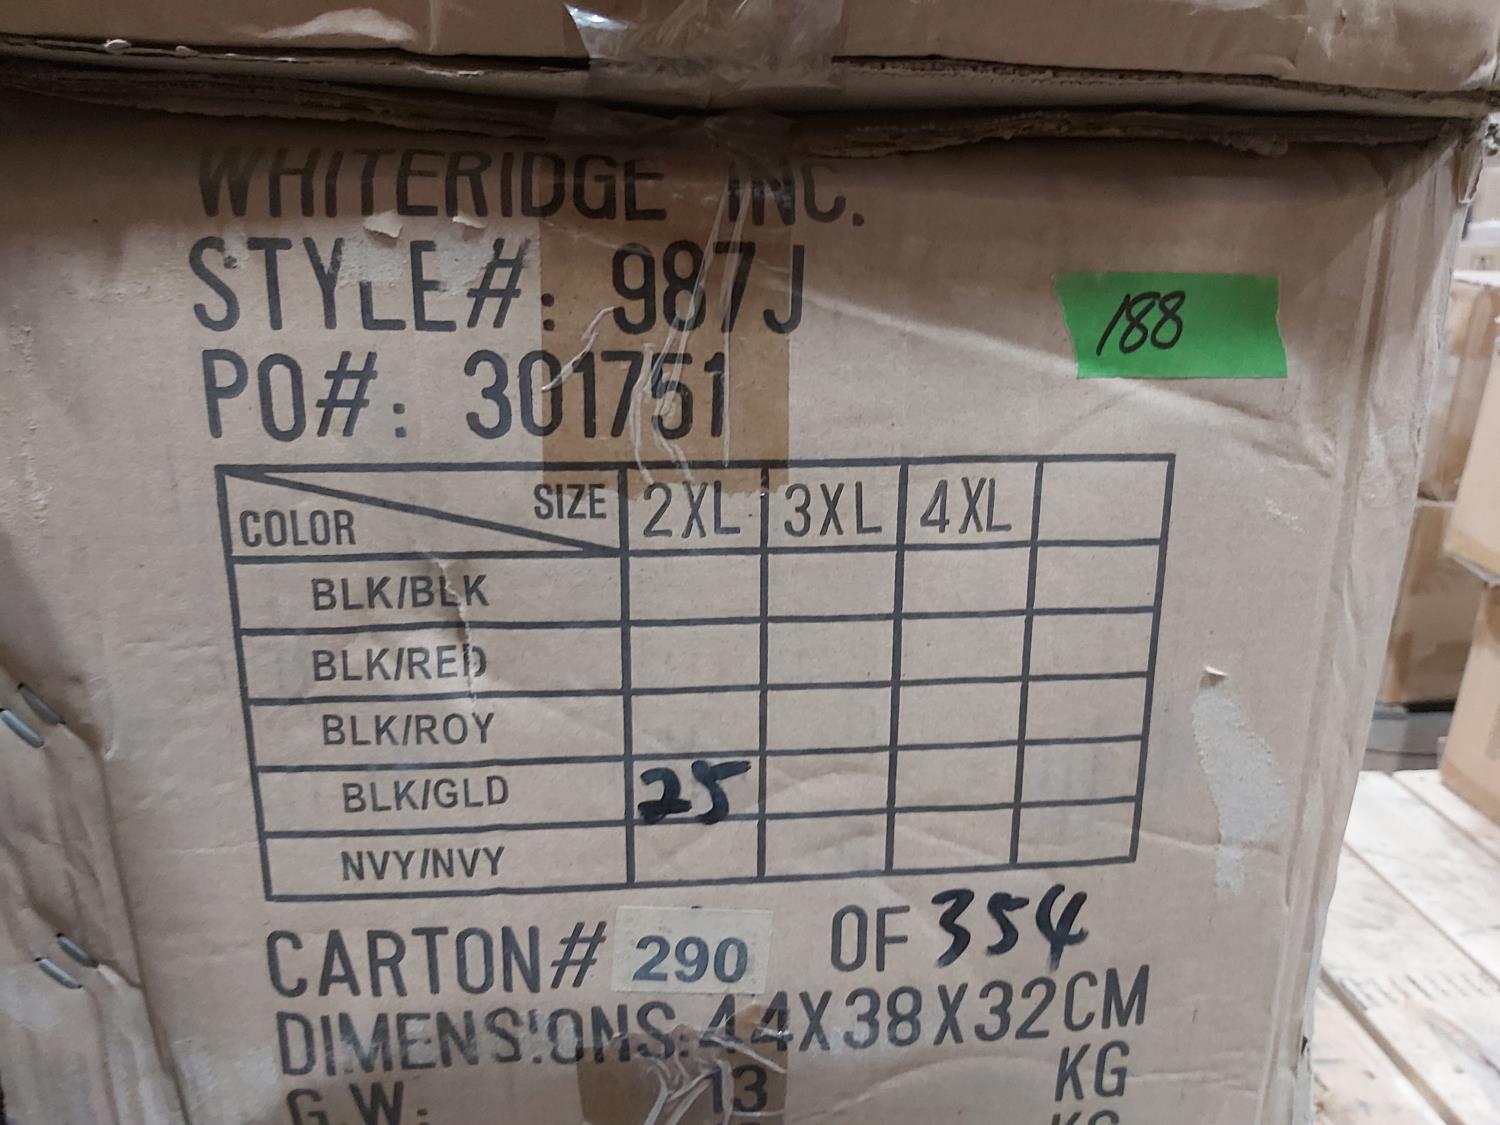 WHITERIDGE INC.
STYLE#: 987J
188
PO#: 301751
COLOR SIZE 2XL 3XL 4XL
BLK/BLK
BLK/RED
BLK/ROY
BLK/GLD 25
NVY/NVY
CARTON# 290 OF 354
DIMENSIONS: 44X38X32CM
G.W.: 13 KG
KG